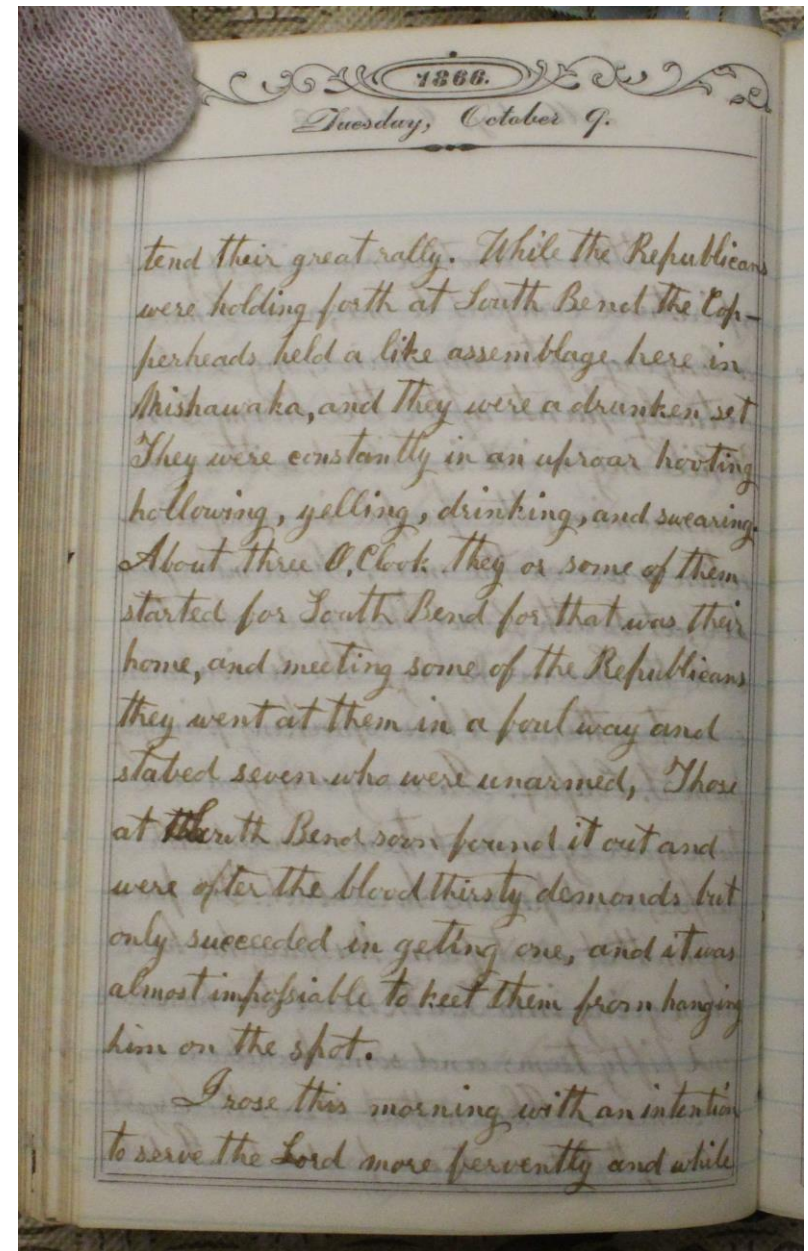 1866.
Tuesday, October 9.
tend their great rally. While the Republicans
were holding forth at South Bend the Cop-
perheads held a like assemblage here in
Mishawaka, and they were a drunken set
They were constantly in an uproar hooting
hollowing, yelling, drinking, and swearing.
About three O,Clock they or some of them
started for South Bend for that was their
home, and meeting some of the Republicans
they went at them in a foul way and
stabed seven who were unarmed, Those
at South Bend soon found it out and
were after the bloodthirsty demonds but
only succeeded in geting one, and it was
almost impossiable to keet them from hanging
him on the spot.
I rose this morning with an intention
to serve the Lord more fervently and while